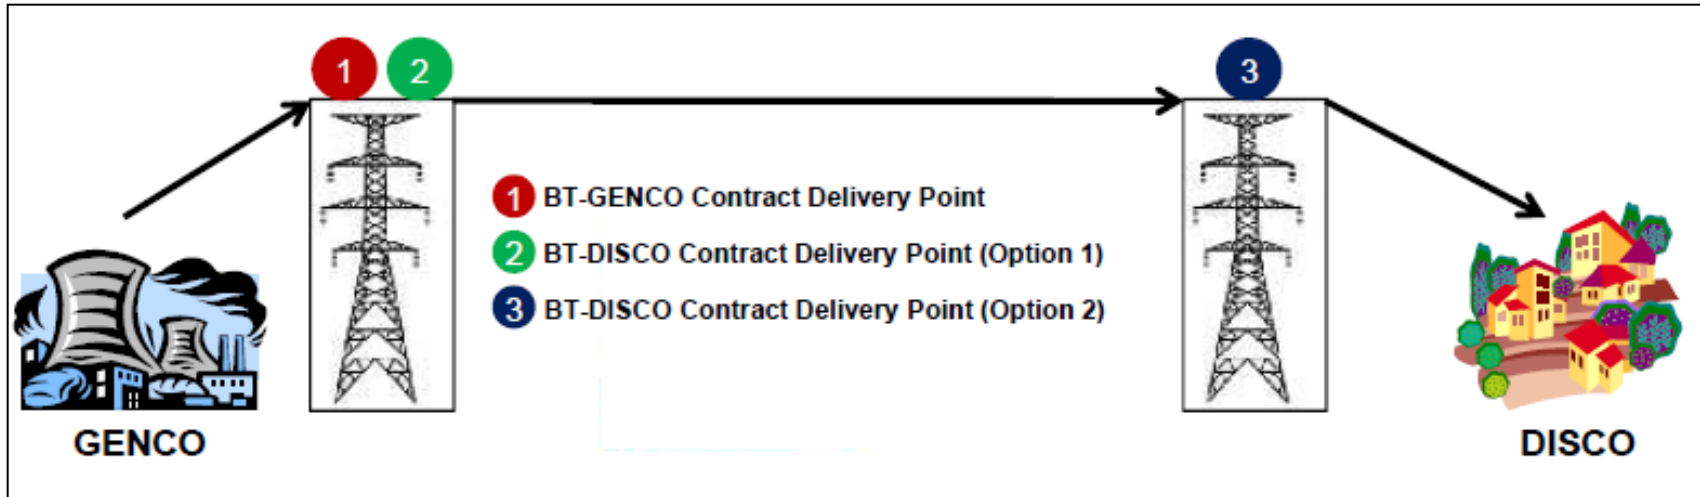 1 2 3
1 BT-GENCO Contract Delivery Point
2 BT-DISCO Contract Delivery Point (Option 1)
3 BT-DISCO Contract Delivery Point (Option 2)
GENCO DISCO